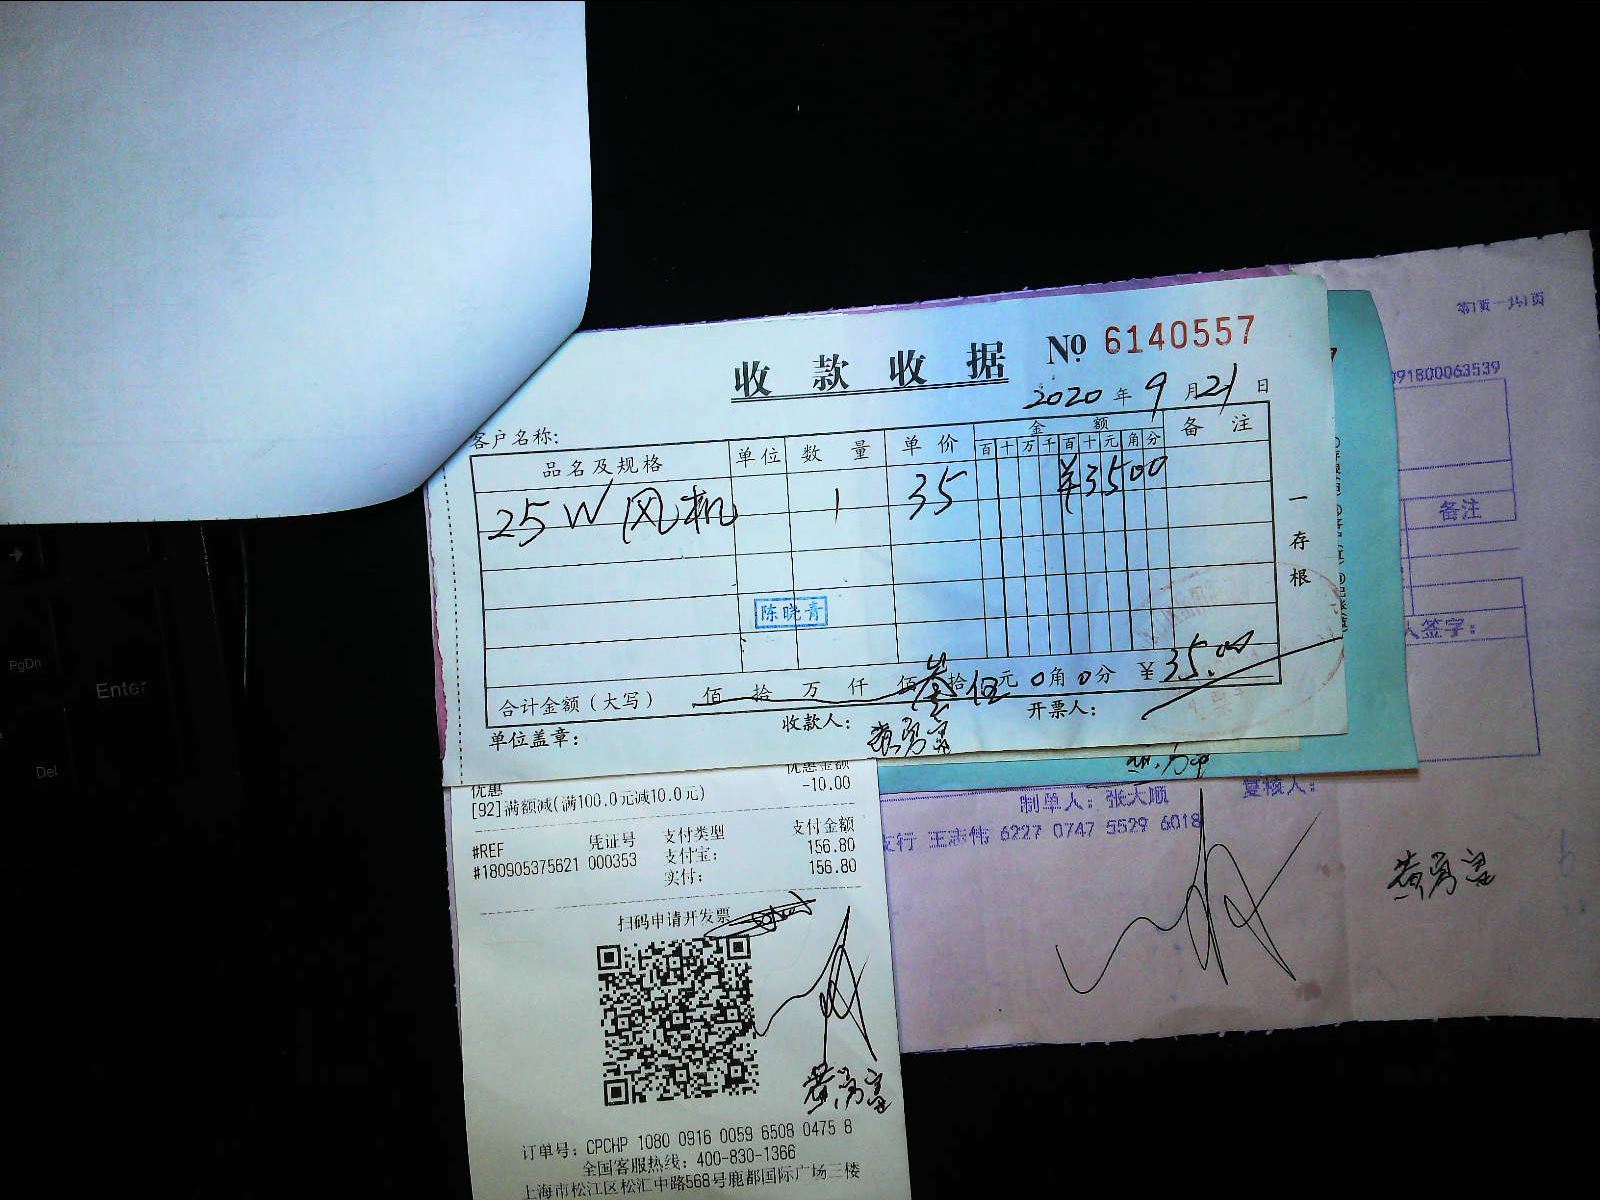 收款收据 № 6140557
2020年9月21日
客户名称:
品名及规格 单位 数量 单价 金额 备注
百十万千百十元角分
25W风机 1 35 ¥3500
陈晓青
一存根
合计金额(大写) 佰拾万仟佰叁拾伍元0角0分 ¥35.00
单位盖章: 收款人: 开票人:
优惠 优惠金额
[92]满额减(满100.0元减10.0元) -10.00
#REF 凭证号 支付类型 支付金额
#180905375621 000353 支付宝: 156.80
实付: 156.80
扫码申请开发票
订单号: CPCHP 1080 0916 0059 6508 0475 8
全国客服热线: 400-830-1366
上海市松江区松汇中路568号鹿都国际广场三楼
091800063539
备注
人签字:
制单人: 张大顺 复核人:
支行 王志伟 6227 0747 5529 6018
→
PgDn
Enter
Del